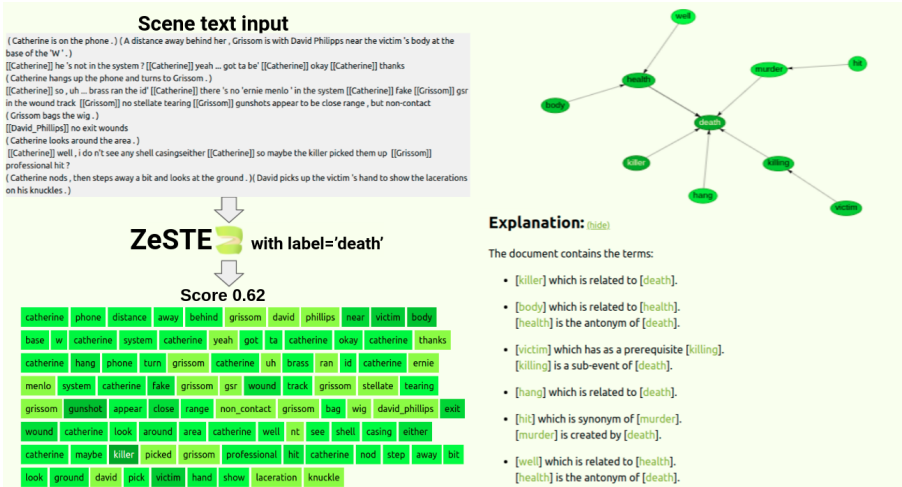 Scene text input
( Catherine is on the phone . ) ( A distance away behind her , Grissom is with David Philipps near the victim 's body at the
base of the 'W ' . )
[[Catherine]] he 's not in the system ? [[Catherine]] yeah ... got ta be' [[Catherine]] okay [[Catherine]] thanks
( Catherine hangs up the phone and turns to Grissom . )
[[Catherine]] so , uh ... brass ran the id' [[Catherine]] there 's no 'ernie menlo ' in the system [[Catherine]] fake [[Grissom]] gsr
in the wound track [[Grissom]] no stellate tearing [[Grissom]] gunshots appear to be close range , but non-contact
( Grissom bags the wig . )
[[David_Phillips]] no exit wounds
( Catherine looks around the area . )
[[Catherine]] well , i do n't see any shell casingseither [[Catherine]] so maybe the killer picked them up [[Grissom]]
professional hit ?
( Catherine nods , then steps away a bit and looks at the ground . )( David picks up the victim 's hand to show the lacerations
on his knuckles . )
ZeSTE with label='death'
Score 0.62
catherine phone distance away behind grissom david phillips near victim body
base w catherine system catherine yeah got ta catherine okay catherine thanks
catherine hang phone turn grissom catherine uh brass ran id catherine ernie
menlo system catherine fake grissom gsr wound track grissom stellate tearing
grissom gunshot appear close range non_contact grissom bag wig david_phillips exit
wound catherine look around area catherine well nt see shell casing either
catherine maybe killer picked grissom professional hit catherine nod step away bit
look ground david pick victim hand show laceration knuckle
well
hit
murder
health
body
death
killer
killing
hang
victim
Explanation: (hide)
The document contains the terms:
• [killer] which is related to [death].
• [body] which is related to [health].
[health] is the antonym of [death].
• [victim] which has as a prerequisite [killing].
[killing] is a sub-event of [death].
• [hang] which is related to [death].
• [hit] which is synonym of [murder].
[murder] is created by [death].
• [well] which is related to [health].
[health] is the antonym of [death].